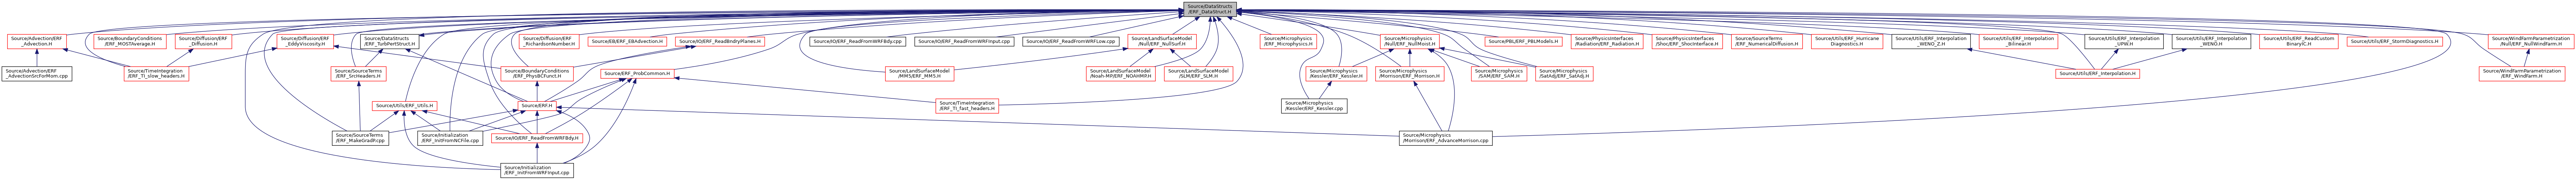 Source/DataStructs
/ERF_DataStruct.H
Source/Advection/ERF
_Advection.H
Source/BoundaryConditions
/ERF_MOSTAverage.H
Source/Diffusion/ERF
_Diffusion.H
Source/Diffusion/ERF
_EddyViscosity.H
Source/DataStructs
/ERF_TurbPertStruct.H
Source/Diffusion/ERF
_RichardsonNumber.H
Source/EB/ERF_EBAdvection.H
Source/IO/ERF_ReadBndryPlanes.H
Source/IO/ERF_ReadFromWRFBdy.cpp
Source/IO/ERF_ReadFromWRFInput.cpp
Source/IO/ERF_ReadFromWRFLow.cpp
Source/LandSurfaceModel
/Null/ERF_NullSurf.H
Source/Microphysics
/ERF_Microphysics.H
Source/Microphysics
/Null/ERF_NullMoist.H
Source/PBL/ERF_PBLModels.H
Source/PhysicsInterfaces
/Radiation/ERF_Radiation.H
Source/PhysicsInterfaces
/Shoc/ERF_ShocInterface.H
Source/SourceTerms
/ERF_NumericalDiffusion.H
Source/Utils/ERF_Hurricane
Diagnostics.H
Source/Utils/ERF_Interpolation
_WENO_Z.H
Source/Utils/ERF_Interpolation
_Bilinear.H
Source/Utils/ERF_Interpolation
_UPW.H
Source/Utils/ERF_Interpolation
_WENO.H
Source/Utils/ERF_ReadCustom
BinaryIC.H
Source/Utils/ERF_StormDiagnostics.H
Source/WindFarmParametrization
/Null/ERF_NullWindFarm.H
Source/Advection/ERF
_AdvectionSrcForMom.cpp
Source/TimeIntegration
/ERF_TI_slow_headers.H
Source/SourceTerms
/ERF_SrcHeaders.H
Source/BoundaryConditions
/ERF_PhysBCFunct.H
Source/ERF_ProbCommon.H
Source/LandSurfaceModel
/MM5/ERF_MM5.H
Source/LandSurfaceModel
/Noah-MP/ERF_NOAHMP.H
Source/LandSurfaceModel
/SLM/ERF_SLM.H
Source/Microphysics
/Kessler/ERF_Kessler.H
Source/Microphysics
/Morrison/ERF_Morrison.H
Source/Microphysics
/SAM/ERF_SAM.H
Source/Microphysics
/SatAdj/ERF_SatAdj.H
Source/Utils/ERF_Interpolation.H
Source/WindFarmParametrization
/ERF_WindFarm.H
Source/Utils/ERF_Utils.H
Source/ERF.H
Source/TimeIntegration
/ERF_TI_fast_headers.H
Source/Microphysics
/Kessler/ERF_Kessler.cpp
Source/SourceTerms
/ERF_MakeGradP.cpp
Source/Initialization
/ERF_InitFromNCFile.cpp
Source/IO/ERF_ReadFromWRFBdy.H
Source/Microphysics
/Morrison/ERF_AdvanceMorrison.cpp
Source/Initialization
/ERF_InitFromWRFInput.cpp